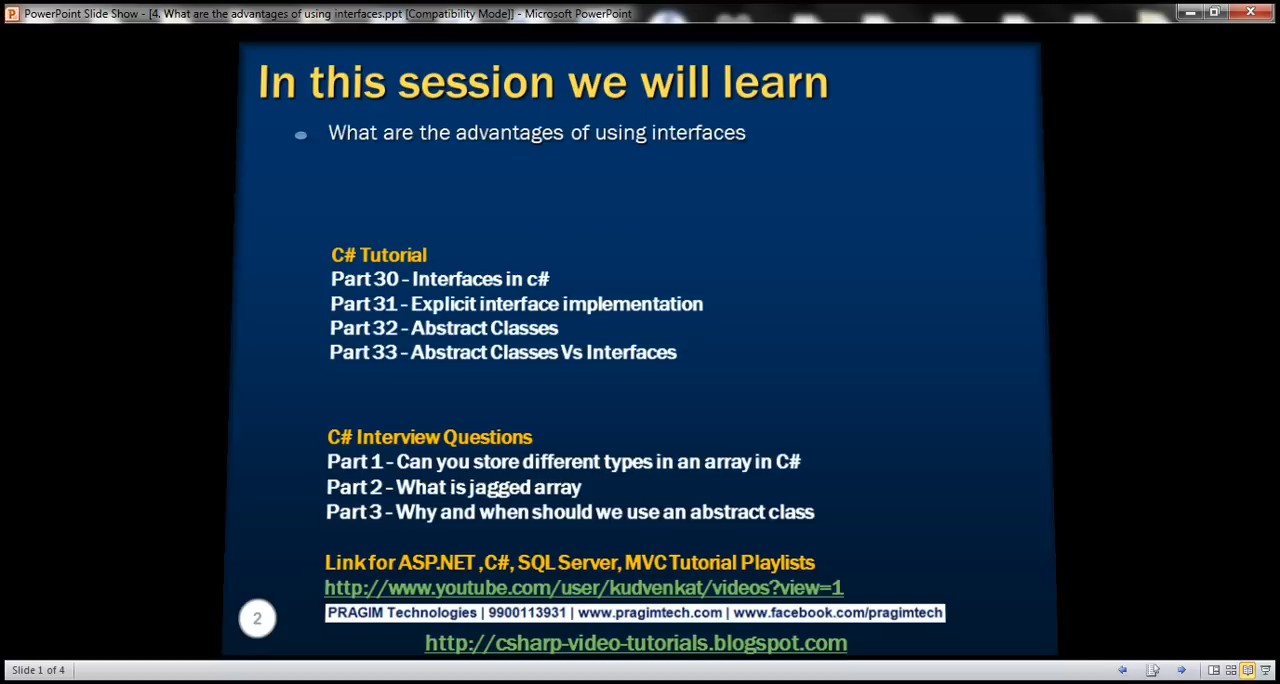 PowerPoint Slide Show - [4. What are the advantages of using interfaces.ppt [Compatibility Mode]] - Microsoft PowerPoint
In this session we will learn
What are the advantages of using interfaces
C# Tutorial
Part 30 - Interfaces in c#
Part 31 - Explicit interface implementation
Part 32 - Abstract Classes
Part 33 - Abstract Classes Vs Interfaces
C# Interview Questions
Part 1 - Can you store different types in an array in C#
Part 2 - What is jagged array
Part 3 - Why and when should we use an abstract class
Link for ASP.NET ,C#, SQL Server, MVC Tutorial Playlists
http://www.youtube.com/user/kudvenkat/videos?view=1
2
PRAGIM Technologies | 9900113931 | www.pragimtech.com | www.facebook.com/pragimtech
http://csharp-video-tutorials.blogspot.com
Slide 1 of 4